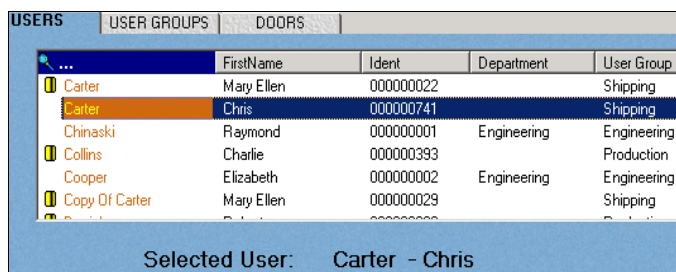 USERS USER GROUPS DOORS
... FirstName Ident Department User Group
Carter Mary Ellen 000000022 Shipping
Carter Chris 000000741 Shipping
Chinaski Raymond 000000001 Engineering Engineering
Collins Charlie 000000393 Production
Cooper Elizabeth 000000002 Engineering Engineering
Copy Of Carter Mary Ellen 000000029 Shipping
Selected User: Carter - Chris